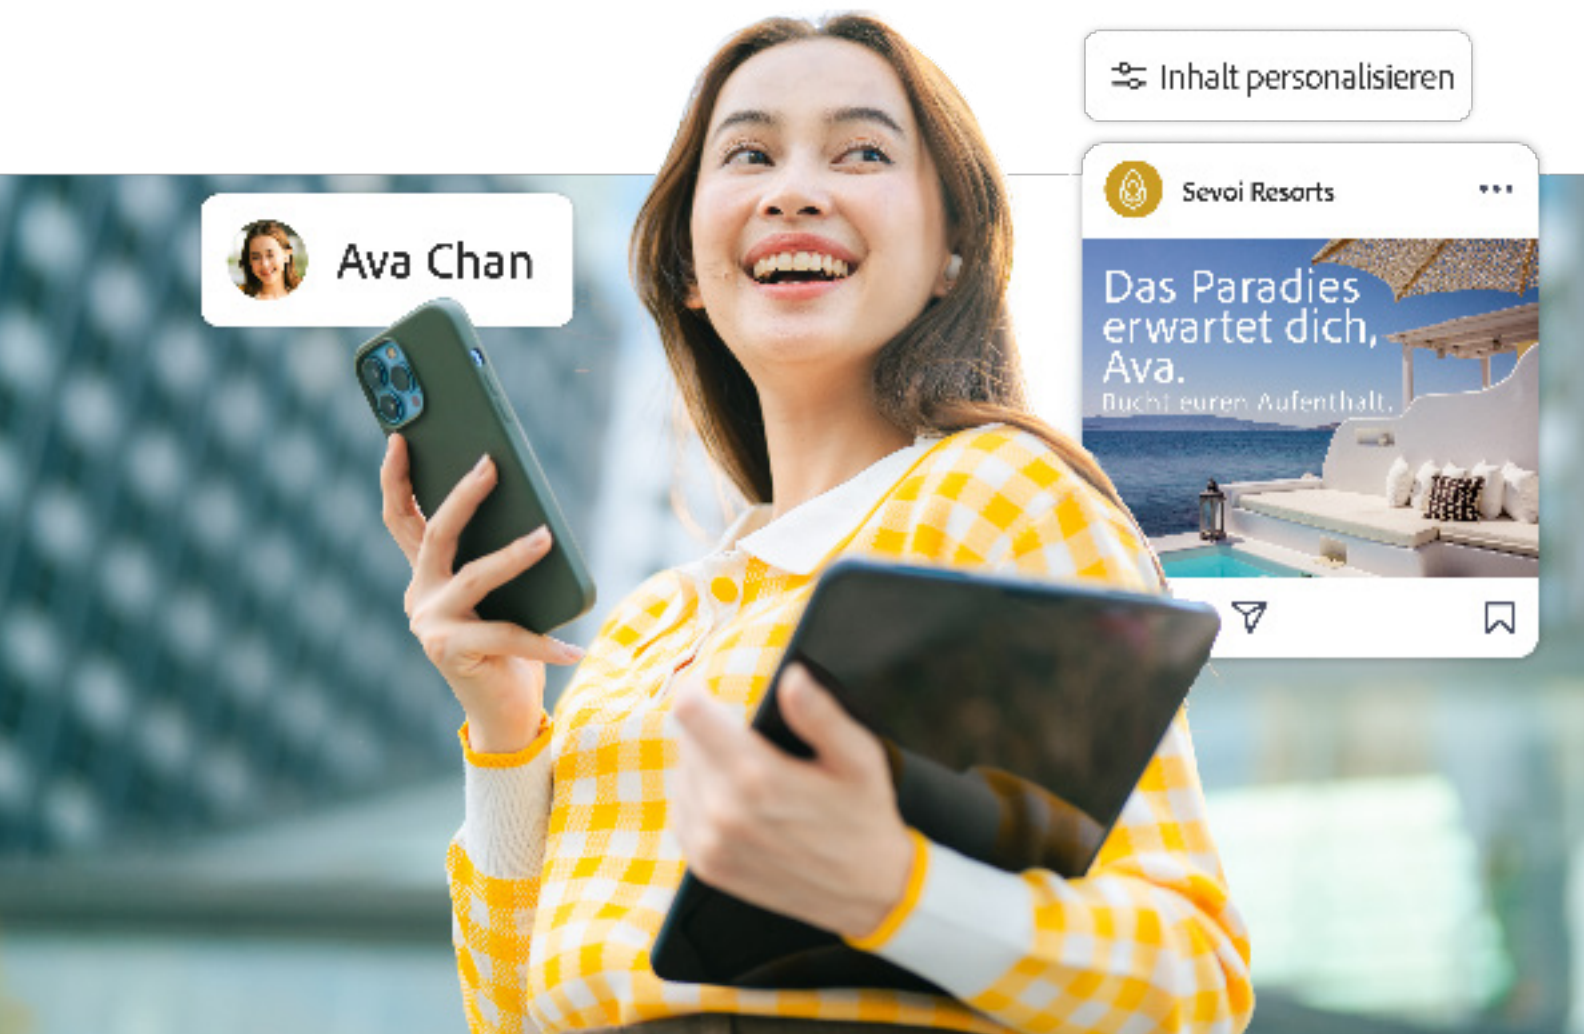 Inhalt personalisieren
Ava Chan
Sevoi Resorts
Das Paradies
erwartet dich,
Ava.
Bucht euren Aufenthalt.